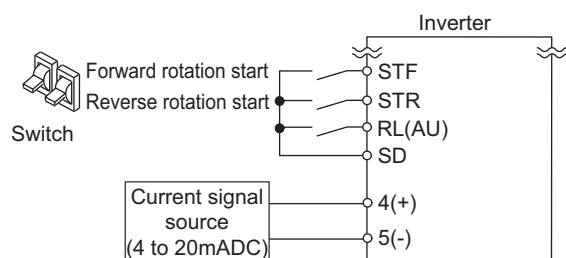 Inverter
Forward rotation start
STF
Reverse rotation start
STR
Switch
RL(AU)
SD
Current signal
source
(4 to 20mADC)
4(+)
5(-)